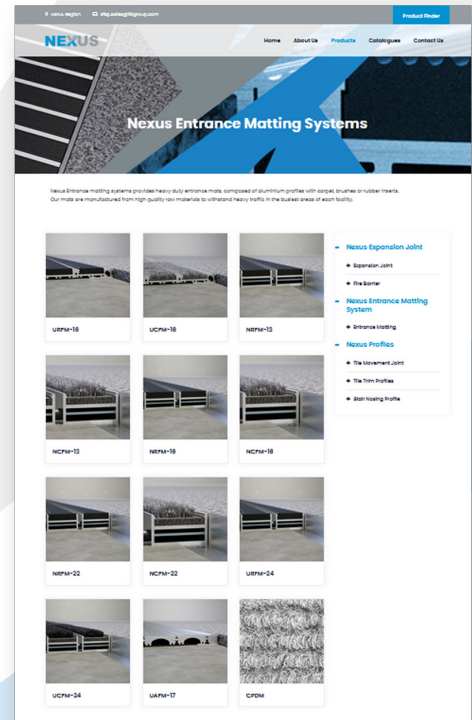 Product Finder
NEXUS
Home About Us Products Catalogues Contact Us
Nexus Entrance Matting Systems
Nexus Entrance matting systems provides heavy duty entrance mats, composed of aluminium profiles with carpet, brushes or rubber inserts.
Our mats are manufactured from high quality raw materials to withstand heavy traffic in the busiest areas of each facility.
URFM-18 UCFM-18 NRFM-13
NCFM-13 NRFM-18 NCFM-18
NRFM-22 NCFM-22 URFM-24
UCFM-24 UAFM-17 CPDM
Nexus Expansion Joint
Expansion Joint
Fire Barrier
Nexus Entrance Matting
System
Entrance Matting
Nexus Profiles
Tile Movement Joint
Tile Trim Profiles
Stair Nosing Profile